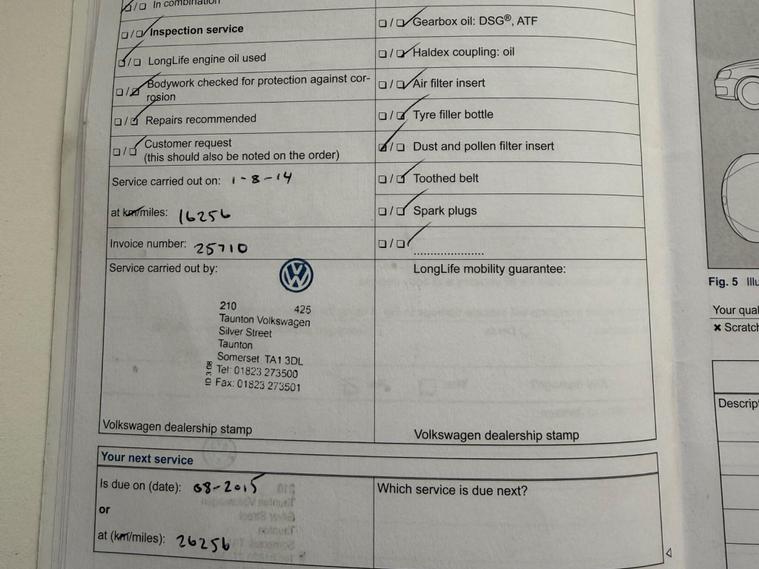 In combination
Inspection service
LongLife engine oil used
Bodywork checked for protection against cor-
rosion
Repairs recommended
Customer request
(this should also be noted on the order)
Service carried out on: 1-8-14
at km/miles: 16256
Invoice number: 25710
Service carried out by:
210 425
Taunton Volkswagen
Silver Street
Taunton
Somerset TA1 3DL
Tel: 01823 273500
Fax: 01823 273501
Volkswagen dealership stamp
Gearbox oil: DSG®, ATF
Haldex coupling: oil
Air filter insert
Tyre filler bottle
Dust and pollen filter insert
Toothed belt
Spark plugs
LongLife mobility guarantee:
Volkswagen dealership stamp
Your next service
Is due on (date): 08-2015
or
at (km/miles): 26256
Which service is due next?
Fig. 5
Your
Scratch